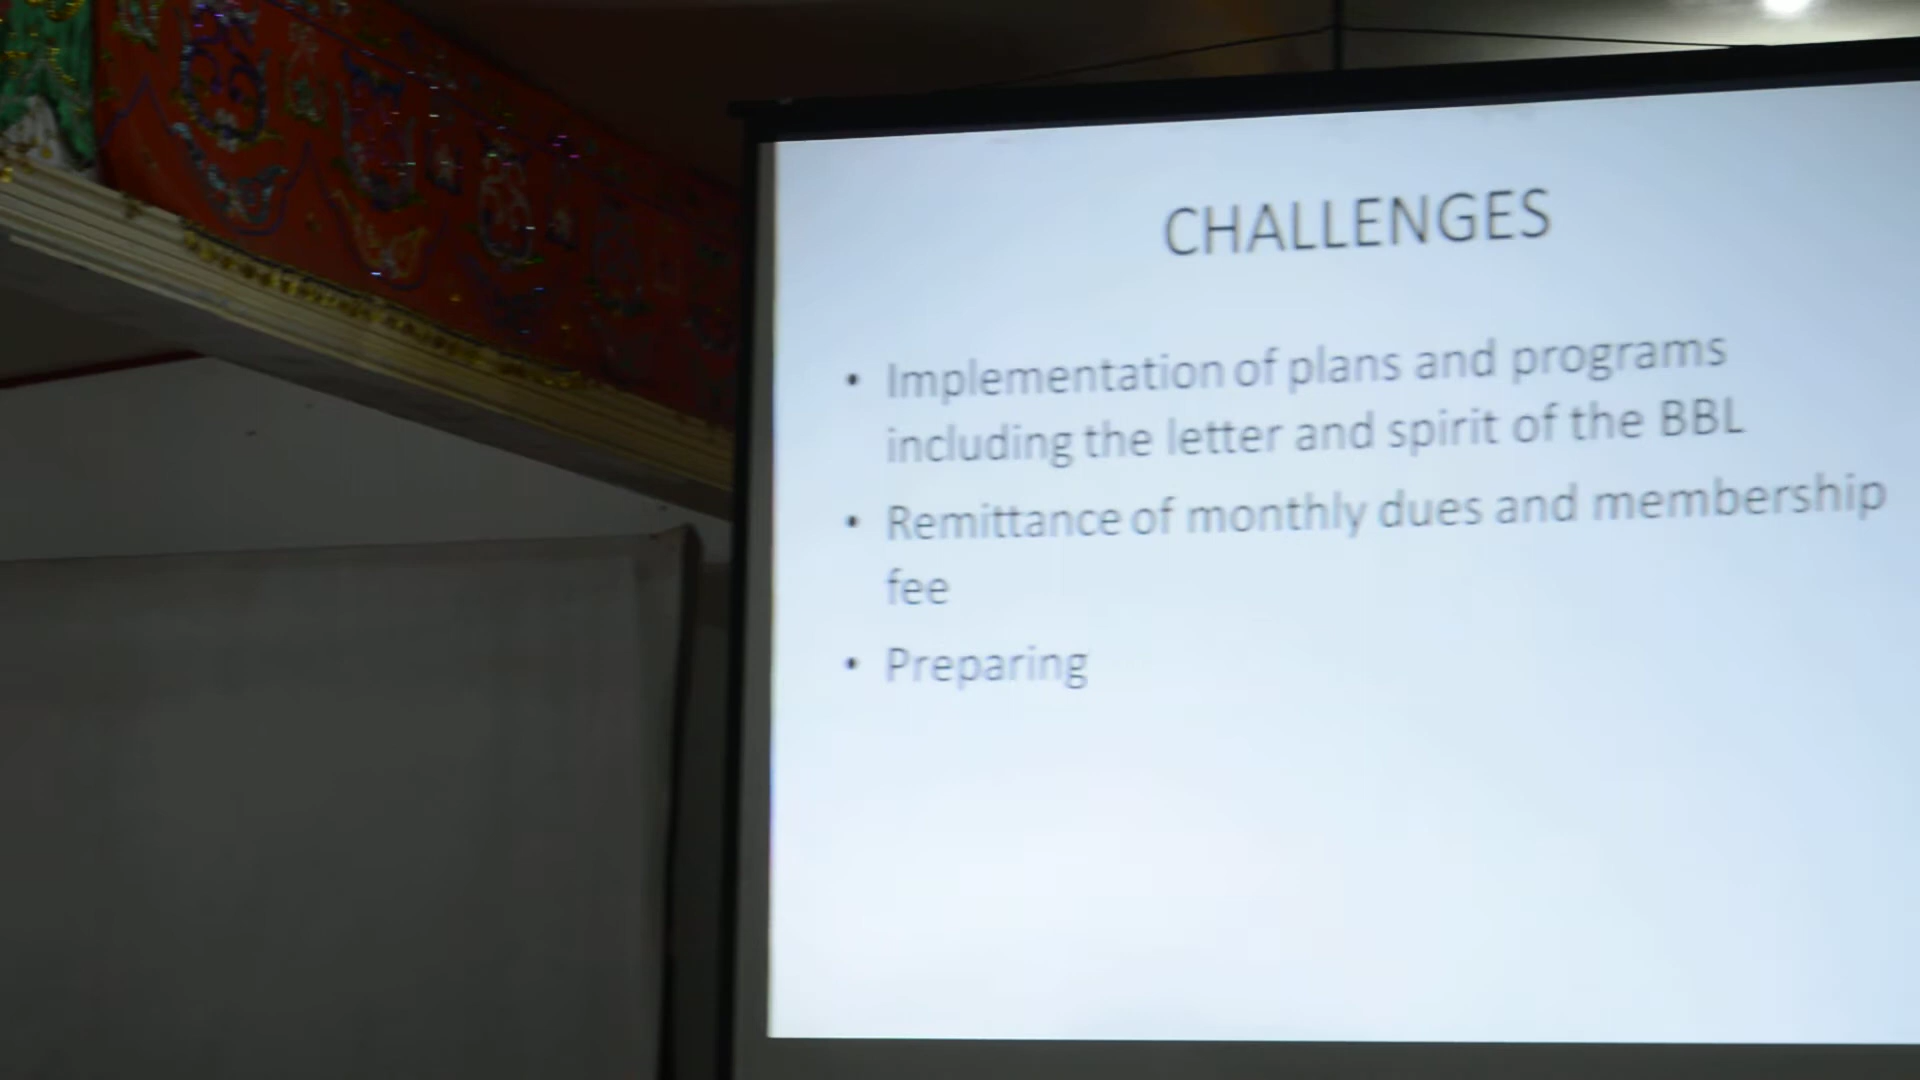 CHALLENGES
• Implementation of plans and programs
including the letter and spirit of the BBL
• Remittance of monthly dues and membership
fee
• Preparing